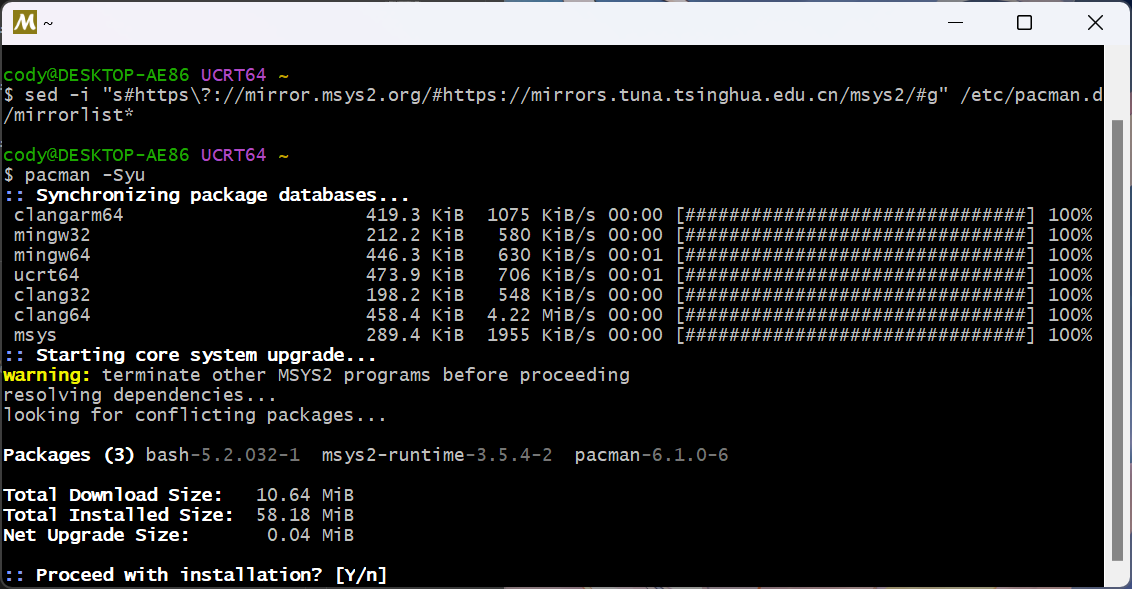 M ~
cody@DESKTOP-AE86 UCRT64 ~
$ sed -i "s#https\?://mirror.msys2.org/#https://mirrors.tuna.tsinghua.edu.cn/msys2/#g" /etc/pacman.d
/mirrorlist*
cody@DESKTOP-AE86 UCRT64 ~
$ pacman -Syu
:: Synchronizing package databases...
clangarm64 419.3 KiB 1075 KiB/s 00:00 [###############################] 100%
mingw32 212.2 KiB 580 KiB/s 00:00 [###############################] 100%
mingw64 446.3 KiB 630 KiB/s 00:01 [###############################] 100%
ucrt64 473.9 KiB 706 KiB/s 00:01 [###############################] 100%
clang32 198.2 KiB 548 KiB/s 00:00 [###############################] 100%
clang64 458.4 KiB 4.22 MiB/s 00:00 [###############################] 100%
msys 289.4 KiB 1955 KiB/s 00:00 [###############################] 100%
:: Starting core system upgrade...
warning: terminate other MSYS2 programs before proceeding
resolving dependencies...
looking for conflicting packages...
Packages (3) bash-5.2.032-1 msys2-runtime-3.5.4-2 pacman-6.1.0-6
Total Download Size: 10.64 MiB
Total Installed Size: 58.18 MiB
Net Upgrade Size: 0.04 MiB
:: Proceed with installation? [Y/n]